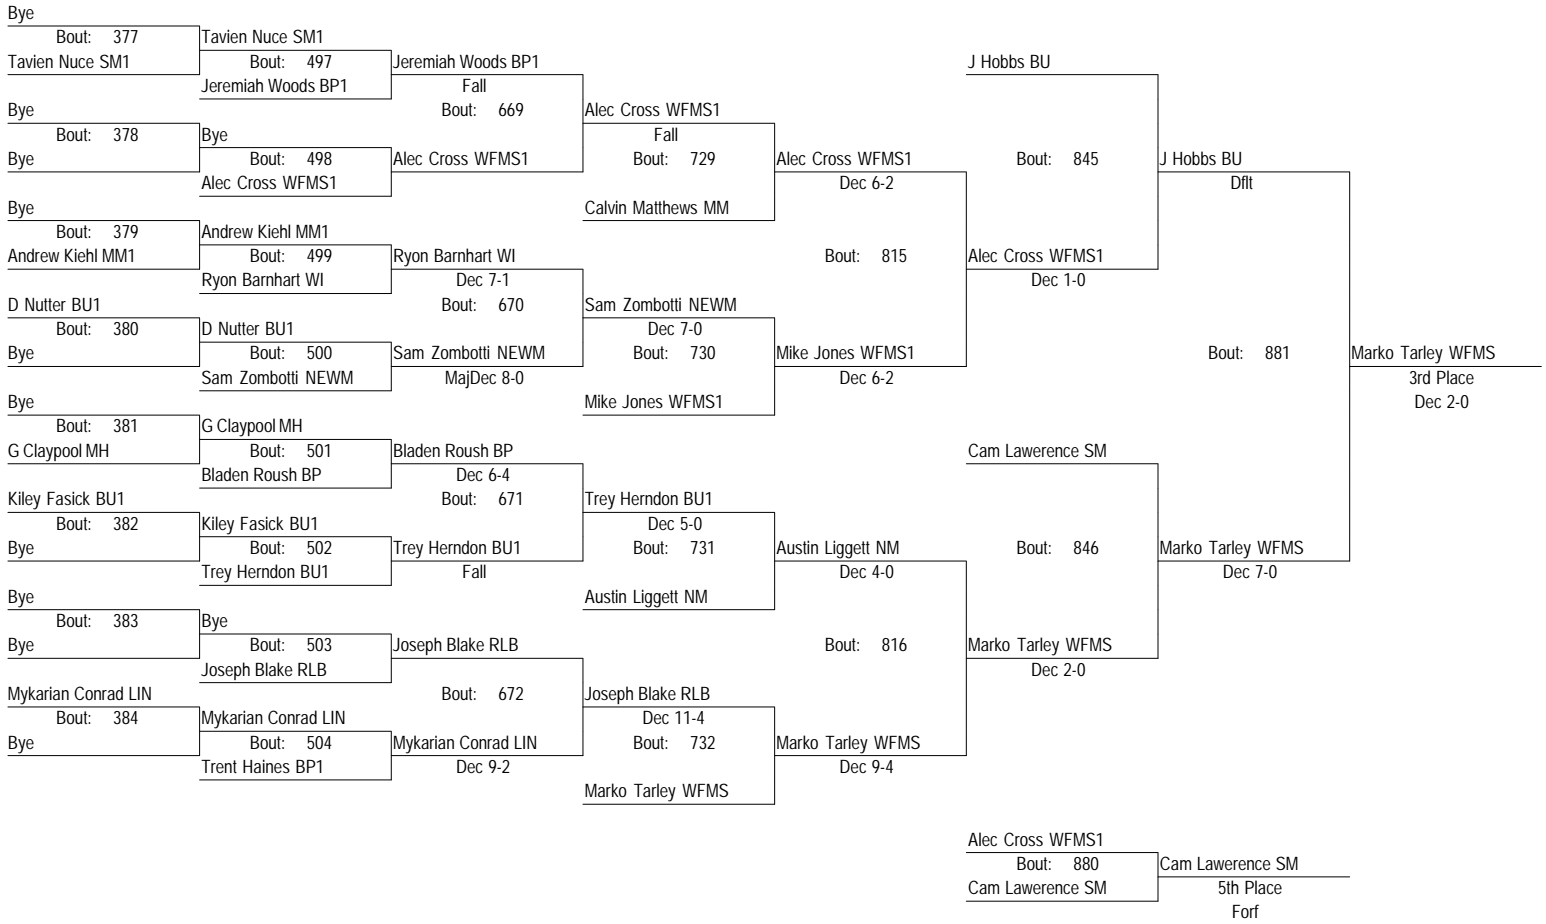 Bye
Bout: 377
Tavien Nuce SM1
Bye
Bout: 378
Bye
Bye
Bout: 379
Andrew Kiehl MM1
D Nutter BU1
Bout: 380
Bye
Bye
Bout: 381
G Claypool MH
Kiley Fasick BU1
Bout: 382
Bye
Bye
Bout: 383
Bye
Mykarian Conrad LIN
Bout: 384
Bye
Tavien Nuce SM1
Bout: 497
Jeremiah Woods BP1
Bye
Bout: 498
Alec Cross WFMS1
Andrew Kiehl MM1
Bout: 499
Ryon Barnhart WI
D Nutter BU1
Bout: 500
Sam Zombotti NEWM
G Claypool MH
Bout: 501
Bladen Roush BP
Kiley Fasick BU1
Bout: 502
Trey Herndon BU1
Bye
Bout: 503
Joseph Blake RLB
Mykarian Conrad LIN
Bout: 504
Trent Haines BP1
Jeremiah Woods BP1
Fall
Bout: 669
Alec Cross WFMS1
Ryon Barnhart WI
Dec 7-1
Bout: 670
Sam Zombotti NEWM
MajDec 8-0
Bladen Roush BP
Dec 6-4
Bout: 671
Trey Herndon BU1
Fall
Joseph Blake RLB
Bout: 672
Mykarian Conrad LIN
Dec 9-2
Alec Cross WFMS1
Fall
Bout: 729
Calvin Matthews MM
Sam Zombotti NEWM
Dec 7-0
Bout: 730
Mike Jones WFMS1
Trey Herndon BU1
Dec 5-0
Bout: 731
Austin Liggett NM
Joseph Blake RLB
Dec 11-4
Bout: 732
Marko Tarley WFMS
Alec Cross WFMS1
Dec 6-2
Bout: 815
Mike Jones WFMS1
Dec 6-2
Austin Liggett NM
Dec 4-0
Bout: 816
Marko Tarley WFMS
Dec 9-4
J Hobbs BU
Bout: 845
Alec Cross WFMS1
Dec 1-0
Cam Lawerence SM
Bout: 846
Marko Tarley WFMS
Dec 2-0
J Hobbs BU
Dflt
Bout: 881
Marko Tarley WFMS
Dec 7-0
Marko Tarley WFMS
3rd Place
Dec 2-0
Alec Cross WFMS1
Bout: 880
Cam Lawerence SM
Cam Lawerence SM
5th Place
Forf